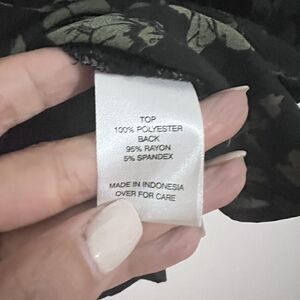 TOP
100% POLYESTER
BACK
95% RAYON
5% SPANDEX
MADE IN INDONESIA
OVER FOR CARE